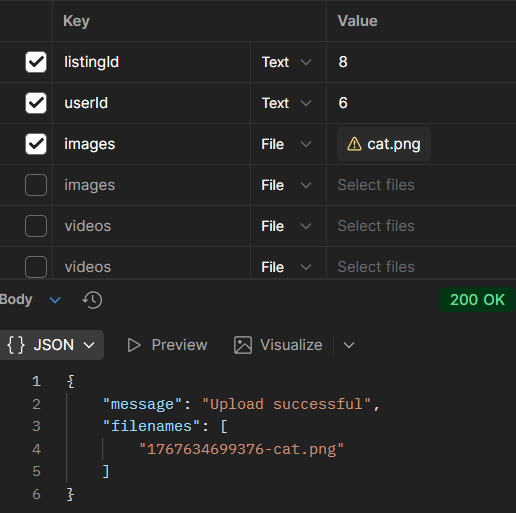 Key Value
listingId Text 8
userId Text 6
images File cat.png
images File Select files
videos File Select files
videos File Select files
Body 200 OK
{} JSON Preview Visualize
1 {
2 "message": "Upload successful",
3 "filenames": [
4 "1767634699376-cat.png"
5 ]
6 }